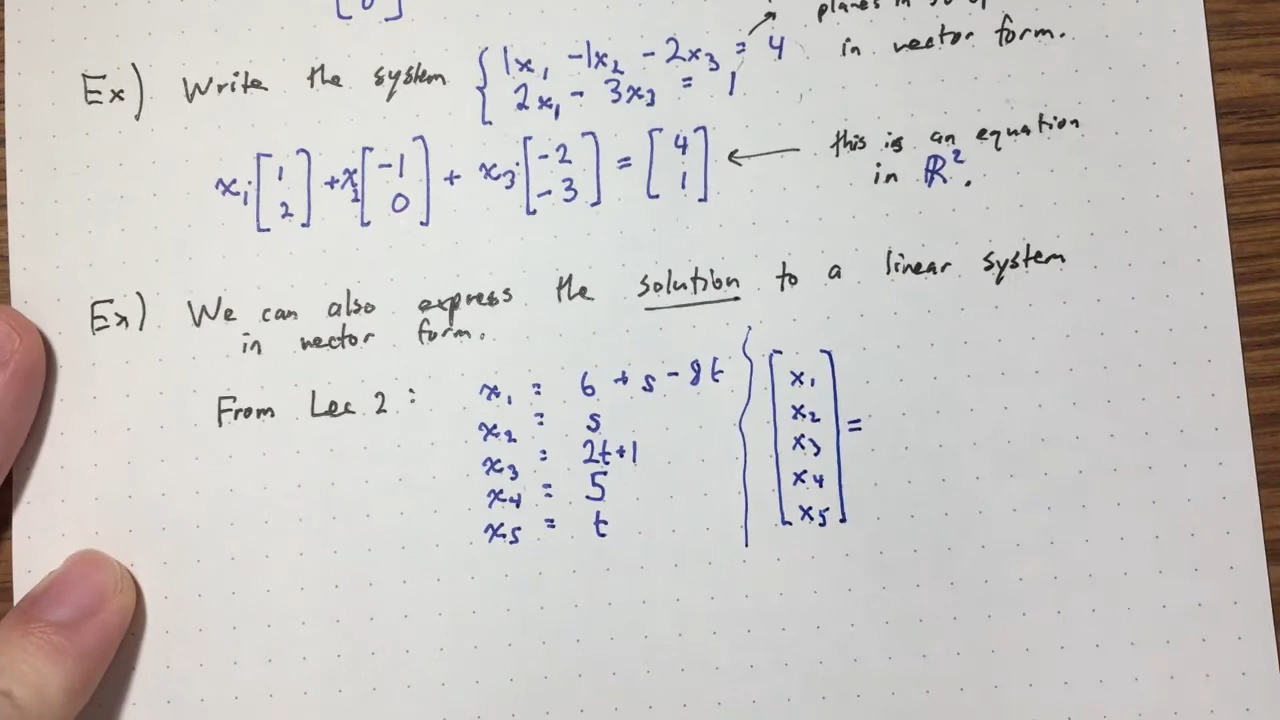 [0]
planes in
Ex) Write the system { 1x₁ - 1x₂ - 2x₃ = 4 in vector form.
2x₁ - 3x₃ = 1
x₁ [1 2] + x₂ [-1 0] + x₃ [-2 -3] = [4 1] ← this is an equation
in ℝ².
Ex) We can also express the solution to a linear system
in vector form.
From Lec 2: x₁ = 6 + s - 8t [x₁
x₂ = s x₂
x₃ = 2t+1 x₃ =
x₄ = 5 x₄
x₅ = t x₅]